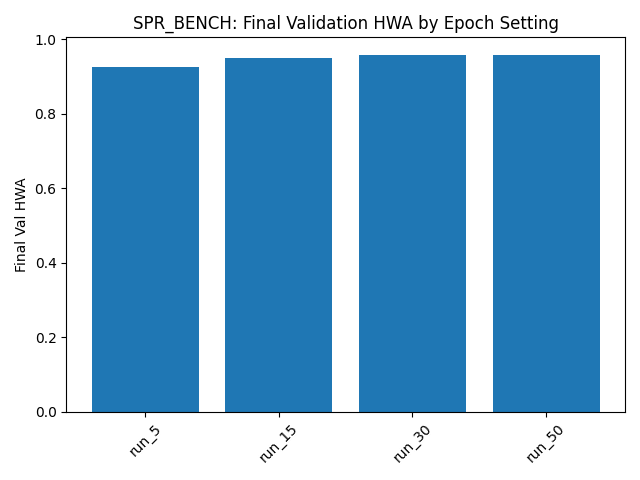 SPR_BENCH: Final Validation HWA by Epoch Setting
Final Val HWA
1.0
0.8
0.6
0.4
0.2
0.0
run_5
run_15
run_30
run_50